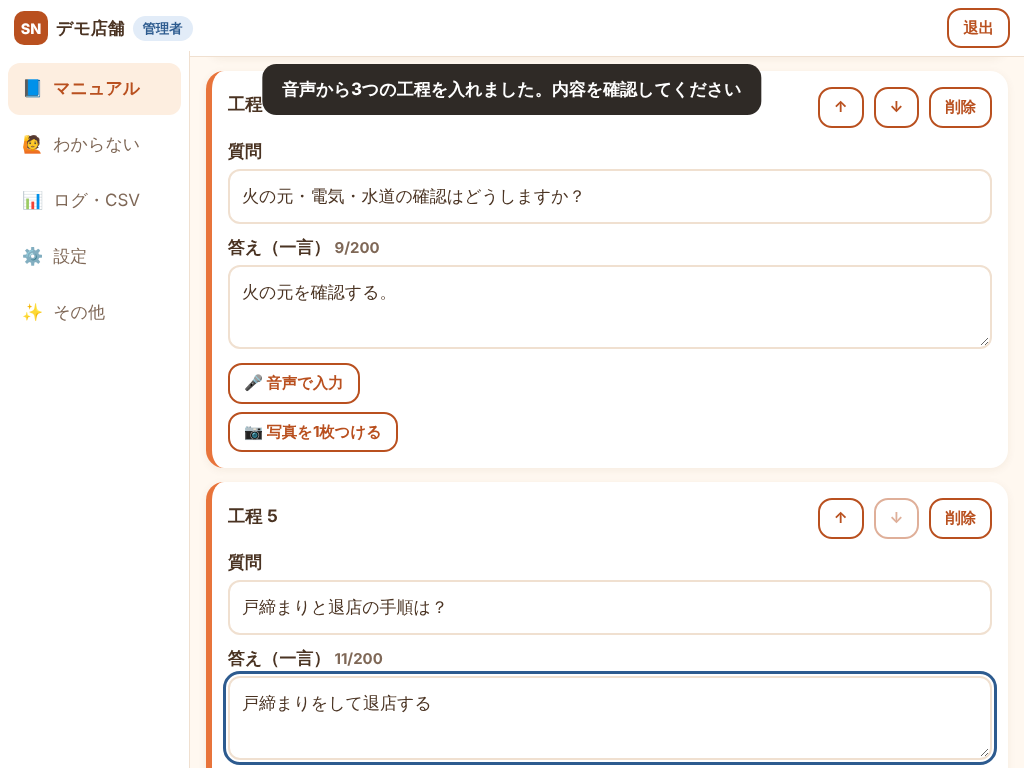 SN デモ店舗 管理者 退出
マニュアル
わからない
ログ・CSV
設定
その他
音声から3つの工程を入れました。内容を確認してください
工程
↑ ↓ 削除
質問
火の元・電気・水道の確認はどうしますか？
答え（一言） 9/200
火の元を確認する。
音声で入力
写真を1枚つける
工程 5
↑ ↓ 削除
質問
戸締まりと退店の手順は？
答え（一言） 11/200
戸締まりをして退店する